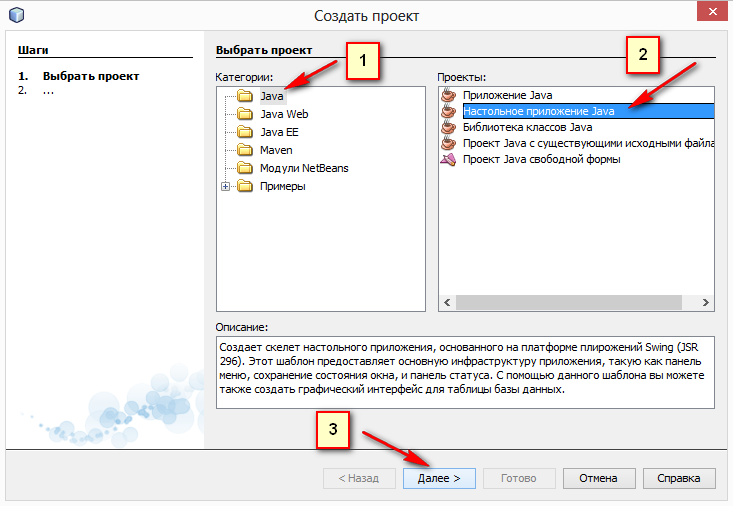 Создать проект
Шаги
1. Выбрать проект
2. ...
Выбрать проект
1
2
Категории:
Java
Java Web
Java EE
Maven
Модули NetBeans
Примеры
Проекты:
Приложение Java
Настольное приложение Java
Библиотека классов Java
Проект Java с существующими исходными файла
Проект Java свободной формы
Описание:
Создает скелет настольного приложения, основанного на платформе плирожений Swing (JSR
296). Этот шаблон предоставляет основную инфраструктуру приложения, такую как панель
меню, сохранение состояния окна, и панель статуса. С помощью данного шаблона вы можете
также создать графический интерфейс для таблицы базы данных.
3
< Назад
Далее >
Готово
Отмена
Справка